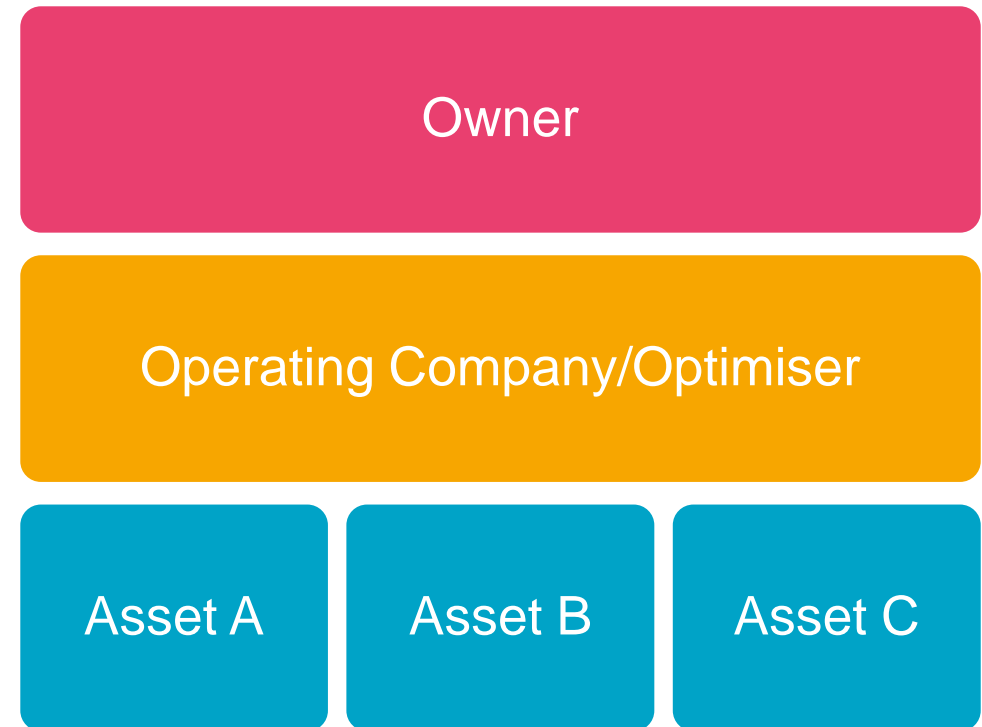 Owner
Operating Company/Optimiser
Asset A
Asset B
Asset C